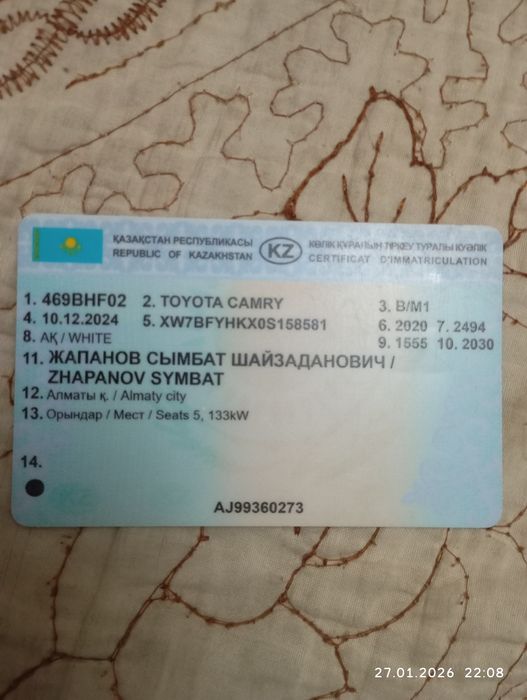 ҚАЗАҚСТАН РЕСПУБЛИКАСЫ
REPUBLIC OF KAZAKHSTAN
KZ
КӨЛІК ҚҰРАЛЫН ТІРКЕУ ТУРАЛЫ КУӘЛІК
CERTIFICAT D'IMMATRICULATION
1. 469BHF02 2. TOYOTA CAMRY 3. B/M1
4. 10.12.2024 5. XW7BFYHKX0S158581 6. 2020 7. 2494
8. АҚ / WHITE 9. 1555 10. 2030
11. ЖАПАНОВ СЫМБАТ ШАЙЗАДАНОВИЧ /
ZHAPANOV SYMBAT
12. Алматы қ. / Almaty city
13. Орындар / Мест / Seats 5, 133kW
14.
AJ99360273
27.01.2026 22:08